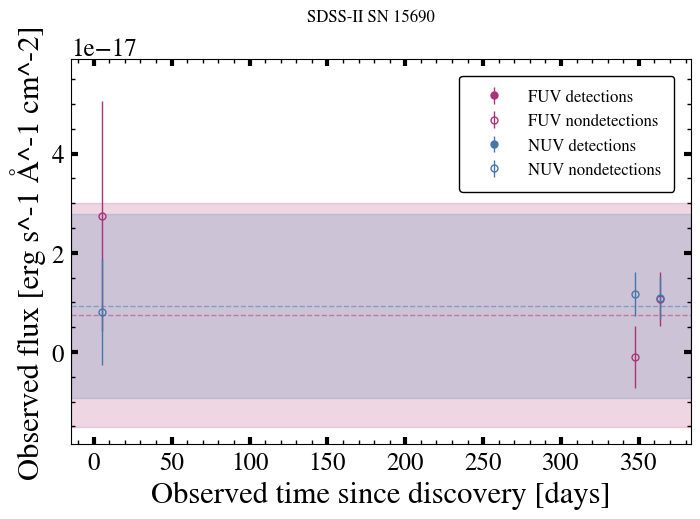 SDSS-II SN 15690
1e−17
FUV detections
FUV nondetections
NUV detections
NUV nondetections
4
2
0
Observed flux [erg s^-1 Å^-1 cm^-2]
0 50 100 150 200 250 300 350
Observed time since discovery [days]